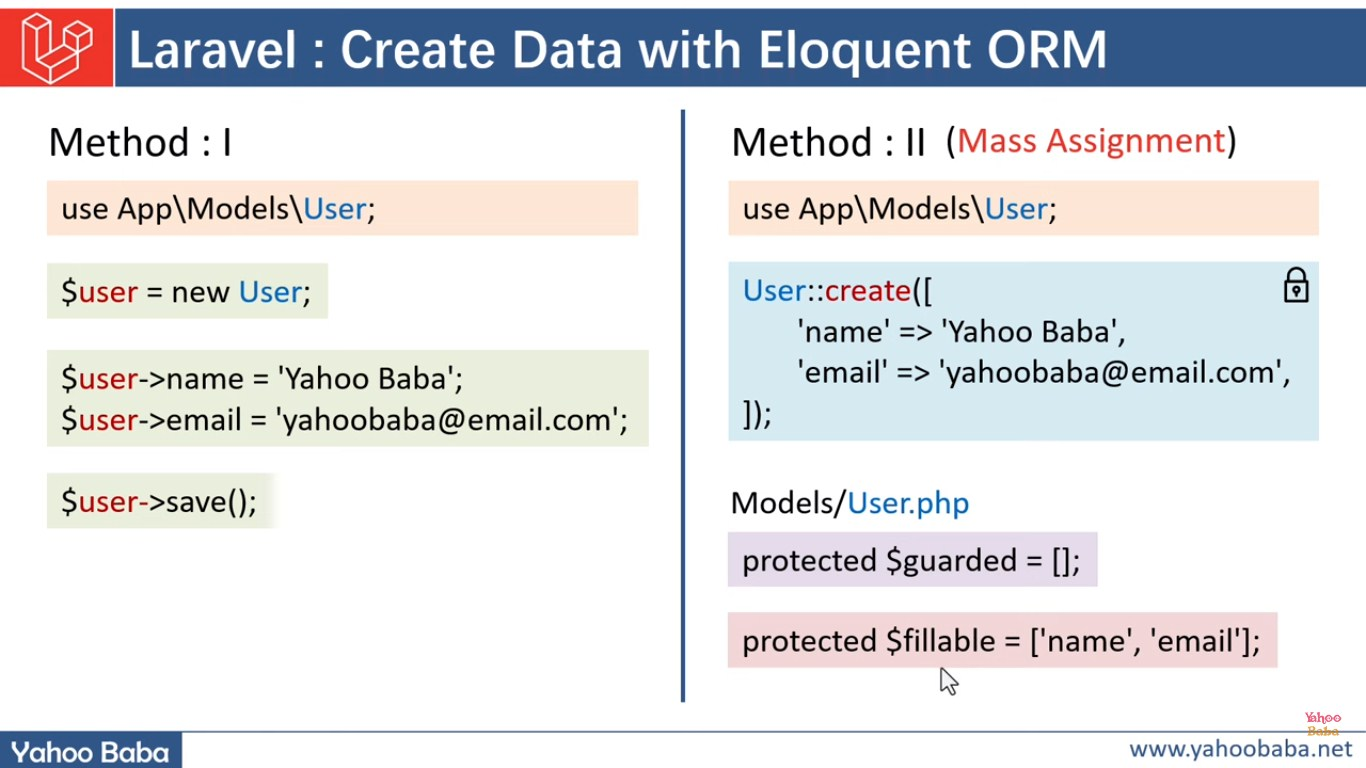 Laravel : Create Data with Eloquent ORM
Method : I
use App\Models\User;
$user = new User;
$user->name = 'Yahoo Baba';
$user->email = 'yahoobaba@email.com';
$user->save();
Method : II (Mass Assignment)
use App\Models\User;
User::create([
'name' => 'Yahoo Baba',
'email' => 'yahoobaba@email.com',
]);
Models/User.php
protected $guarded = [];
protected $fillable = ['name', 'email'];
Yahoo
Baba
Yahoo Baba
www.yahoobaba.net